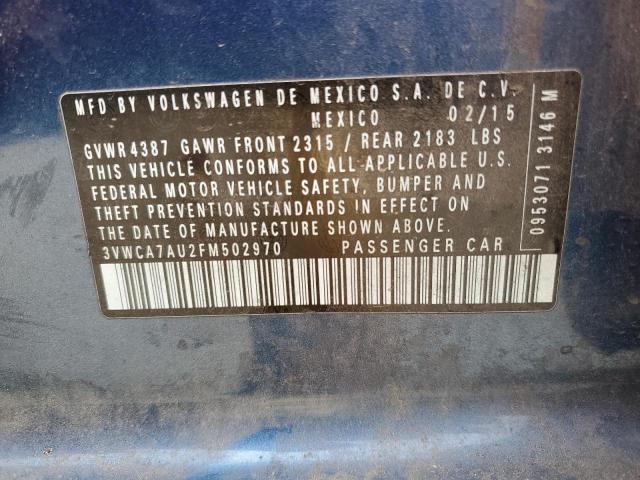 MFD BY VOLKSWAGEN DE MEXICO S.A. DE C.V.
MEXICO 02/15
GVWR 4387 GAWR FRONT 2315 / REAR 2183 LBS
THIS VEHICLE CONFORMS TO ALL APPLICABLE U.S.
FEDERAL MOTOR VEHICLE SAFETY, BUMPER AND
THEFT PREVENTION STANDARDS IN EFFECT ON
THE DATE OF MANUFACTURE SHOWN ABOVE.
3VWCA7AU2FM502970 PASSENGER CAR
0953071 3146 M